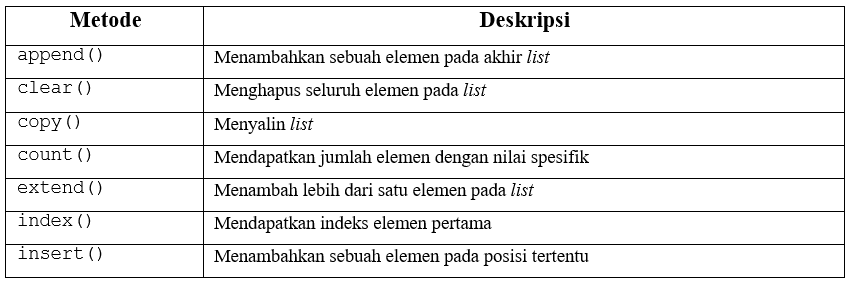 Metode Deskripsi
append() Menambahkan sebuah elemen pada akhir list
clear() Menghapus seluruh elemen pada list
copy() Menyalin list
count() Mendapatkan jumlah elemen dengan nilai spesifik
extend() Menambah lebih dari satu elemen pada list
index() Mendapatkan indeks elemen pertama
insert() Menambahkan sebuah elemen pada posisi tertentu